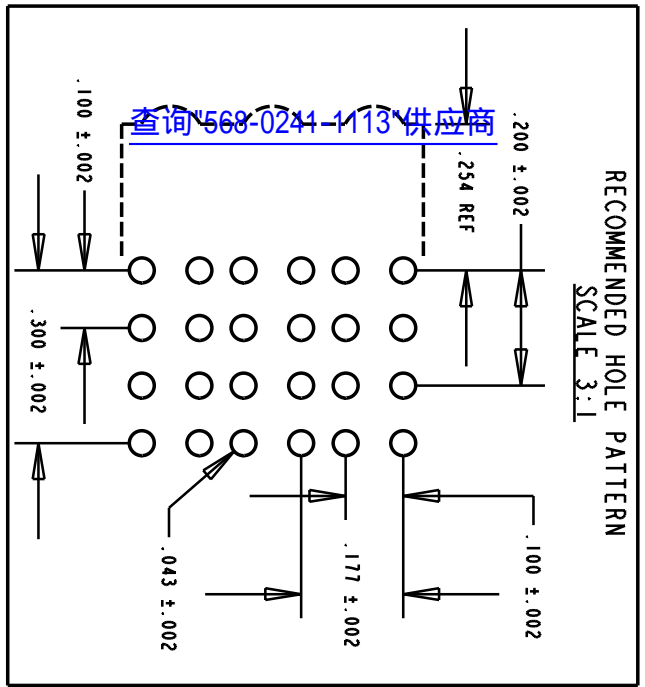 RECOMMENDED HOLE PATTERN
SCALE 3:1
.200 ±.002
.254 REF
查询"568-0241-1113"供应商
.100 ±.002
.300 ±.002
.100 ±.002
.177 ±.002
.043 ±.002